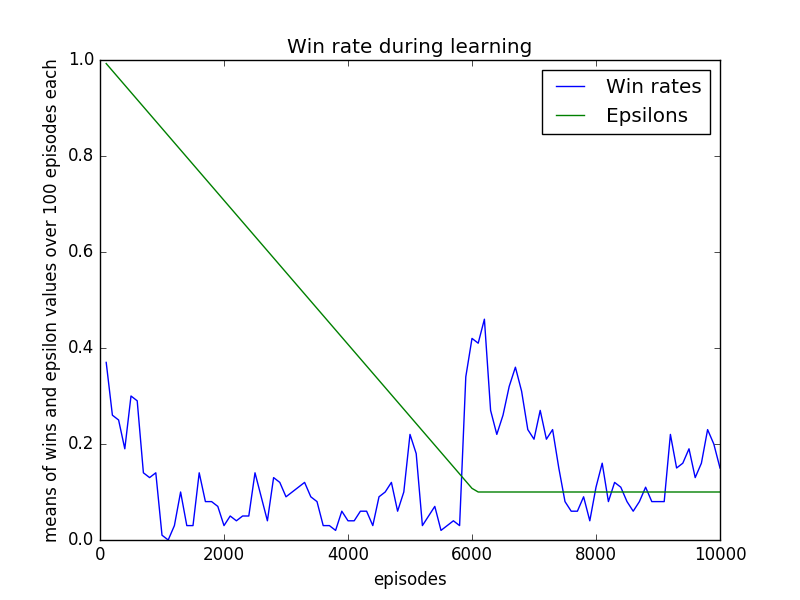 Win rate during learning
Win rates
Epsilons
means of wins and epsilon values over 100 episodes each
1.0
0.8
0.6
0.4
0.2
0.0
0 2000 4000 6000 8000 10000
episodes